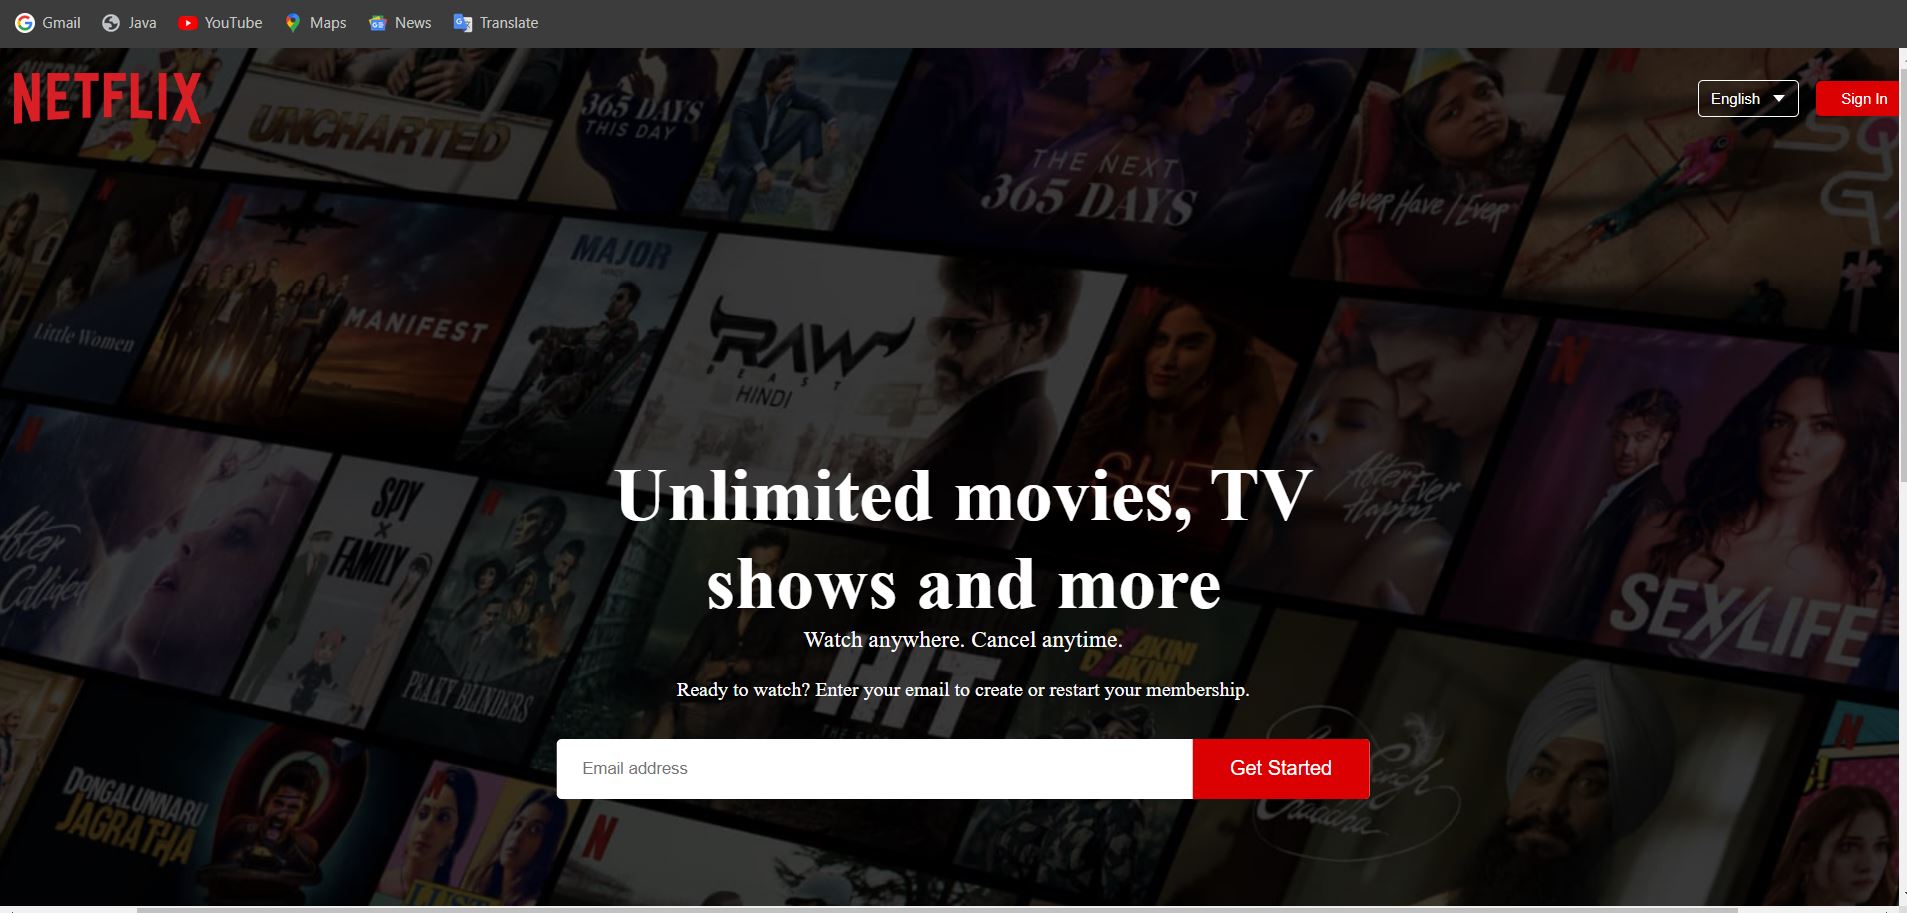 Gmail Java YouTube Maps News Translate
NETFLIX
English
Sign In
UNCHARTED
365 DAYS
THIS DAY
THE NEXT
365 DAYS
Never Have I Ever
Little Women
MANIFEST
MAJOR
HINDI
RAW
BEAST
HINDI
SHE
After
Ever
Happy
SEX/LIFE
After
Collided
SPY
X
FAMILY
PEAKY BLINDERS
Unlimited movies, TV
shows and more
Watch anywhere. Cancel anytime.
HIT
Ready to watch? Enter your email to create or restart your membership.
Email address
Get Started
DONGALUNNARU
JAGRATHA